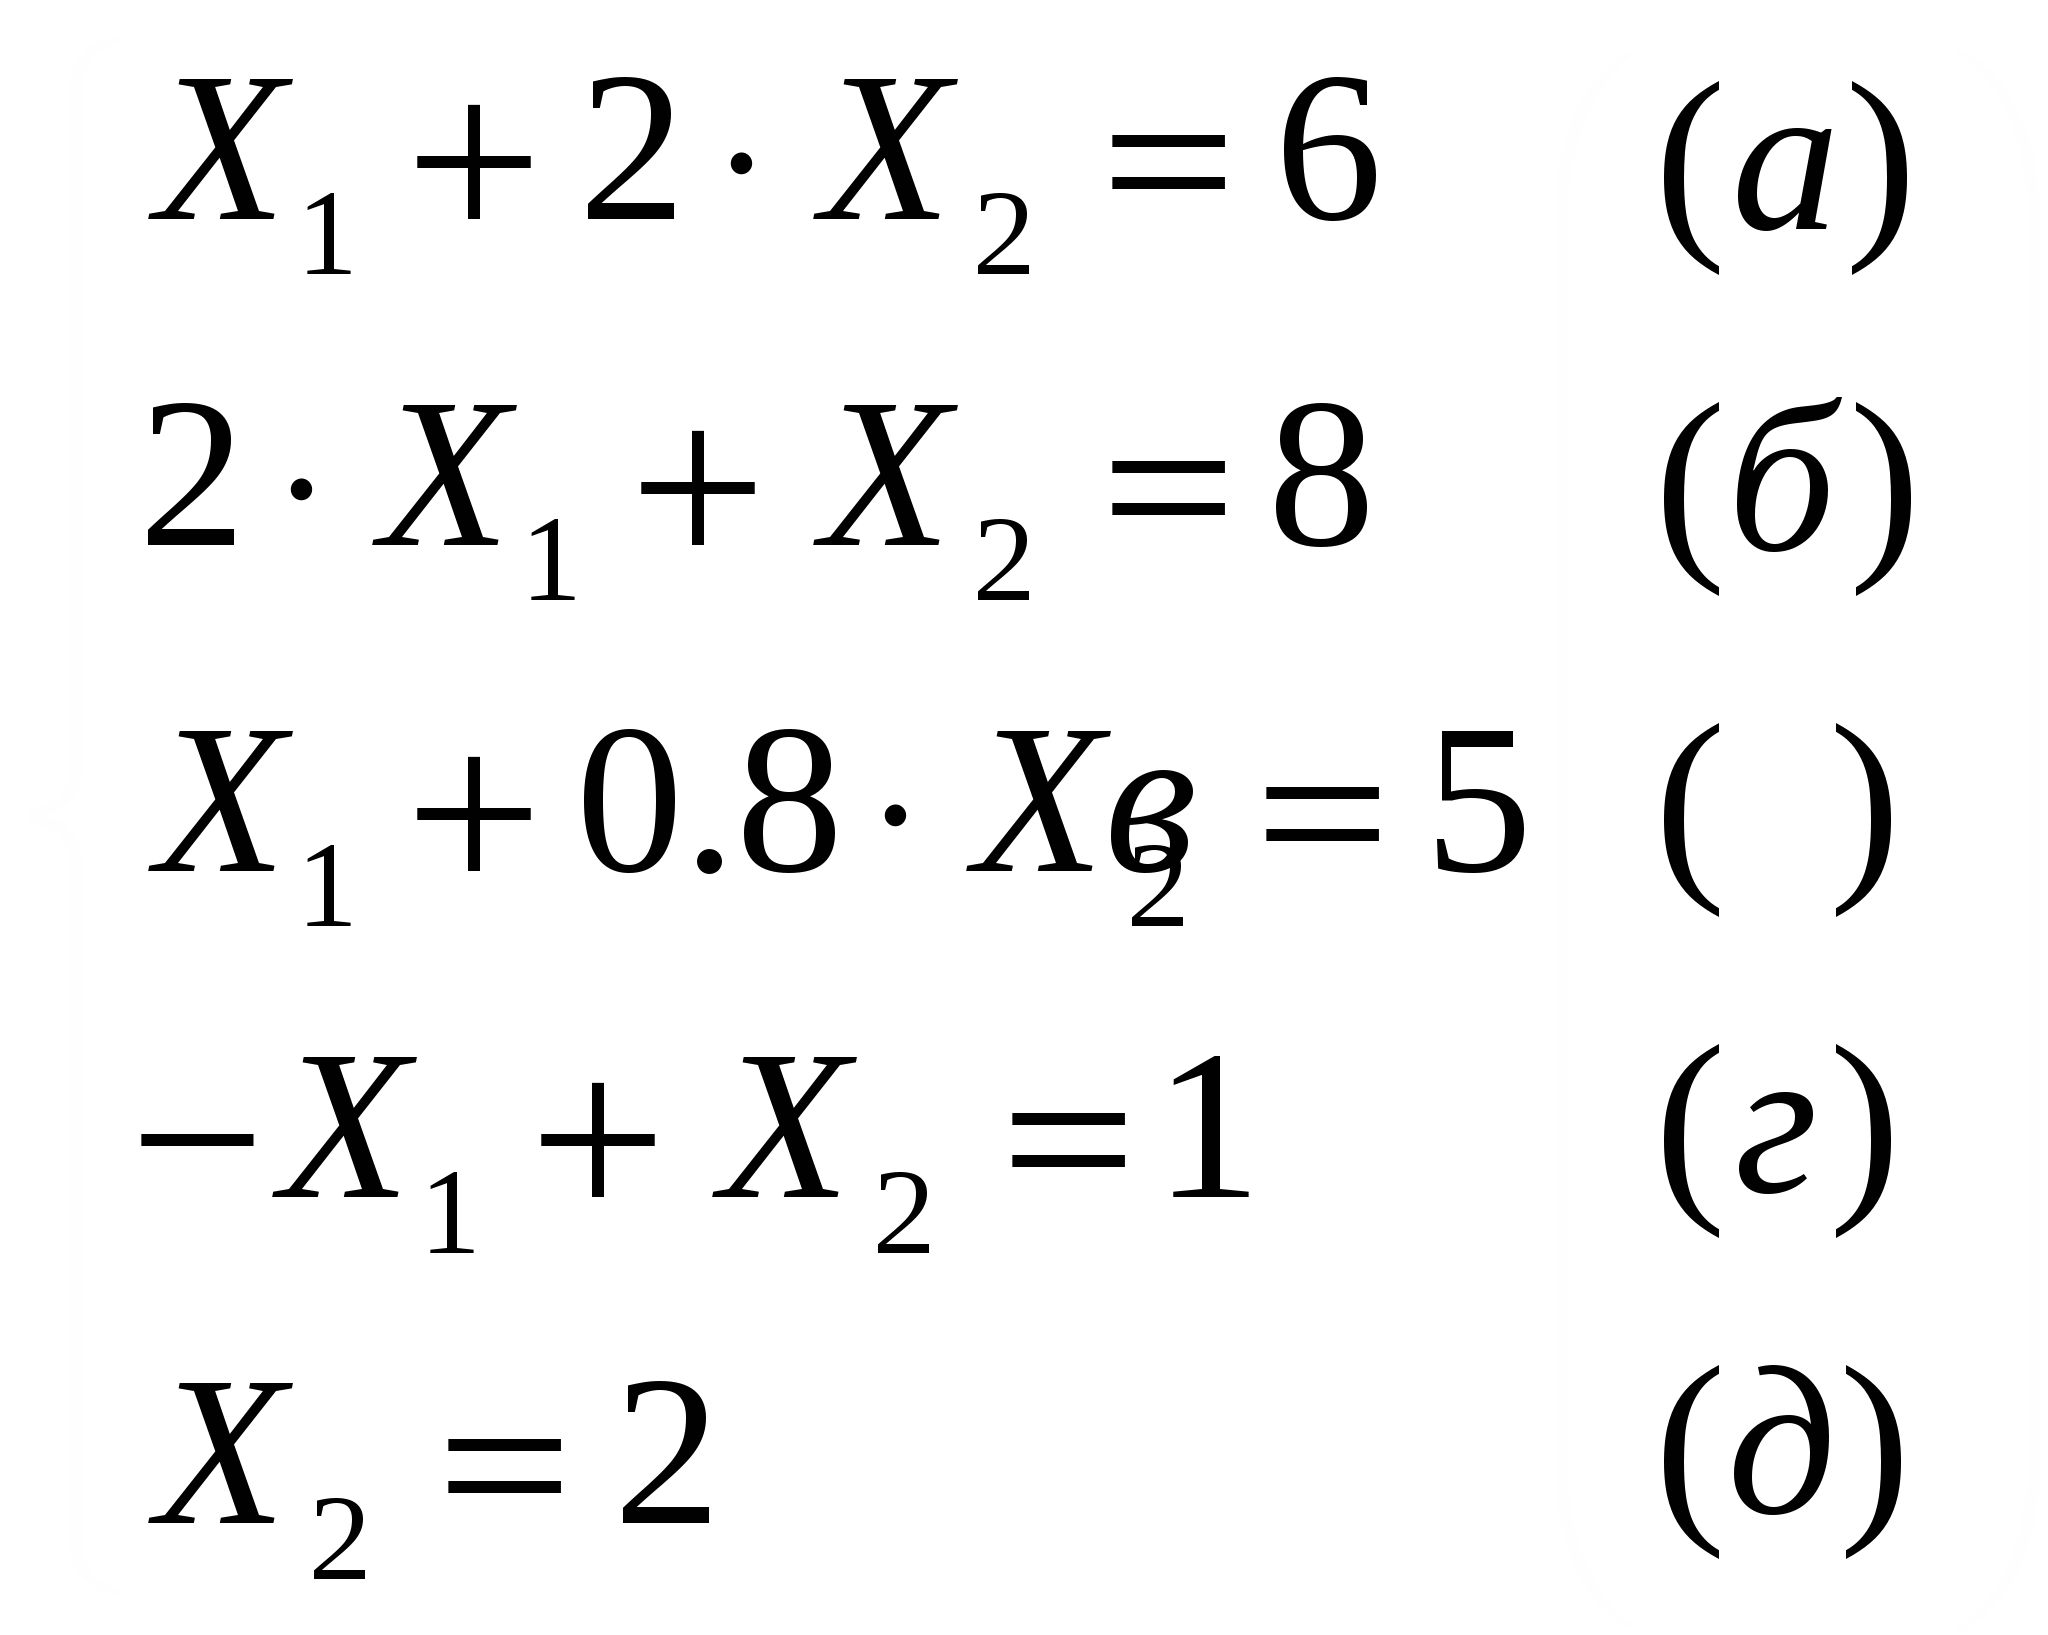 X₁ + 2 · X₂ = 6 (а)
2 · X₁ + X₂ = 8 (б)
X₁ + 0.8 · X₂ = 5 (в)
−X₁ + X₂ = 1 (г)
X₂ = 2 (д)